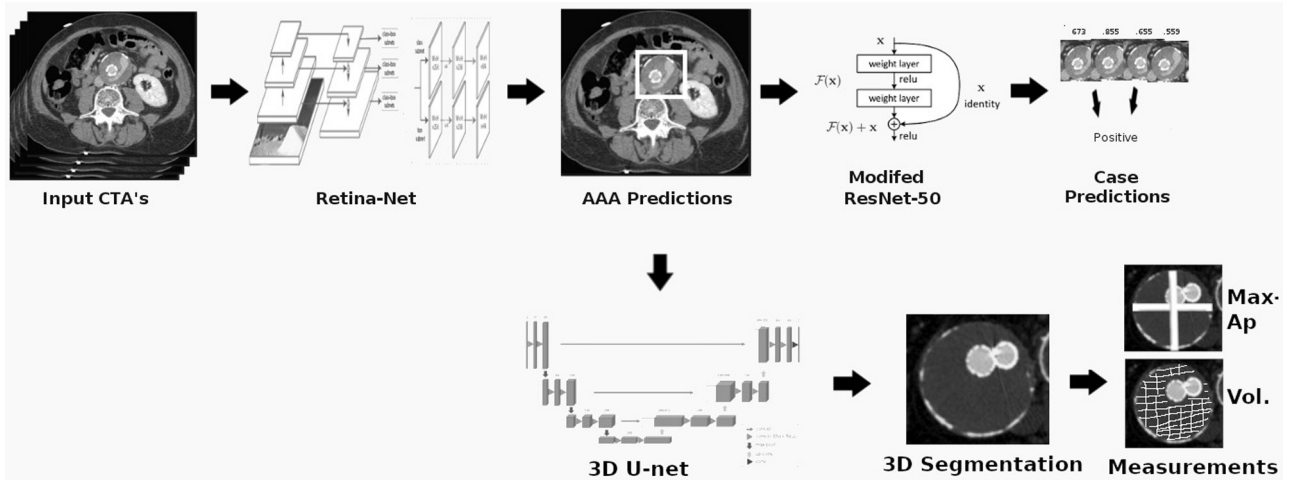 673 .855 .655 .559
x
weight layer
F(x)
relu
weight layer
x
identity
F(x) + x
relu
Positive
Input CTA's
Retina-Net
AAA Predictions
Modifed
ResNet-50
Case
Predictions
Max-
Ap
Vol.
3D U-net
3D Segmentation
Measurements